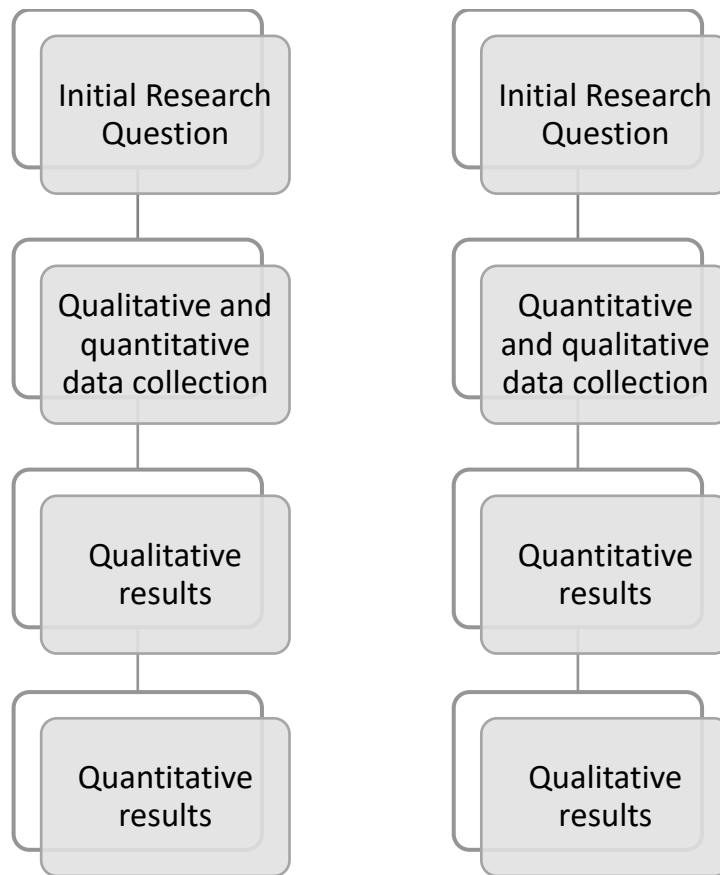 Initial Research
Question
Qualitative and
quantitative
data collection
Qualitative
results
Quantitative
results
Initial Research
Question
Quantitative
and qualitative
data collection
Quantitative
results
Qualitative
results